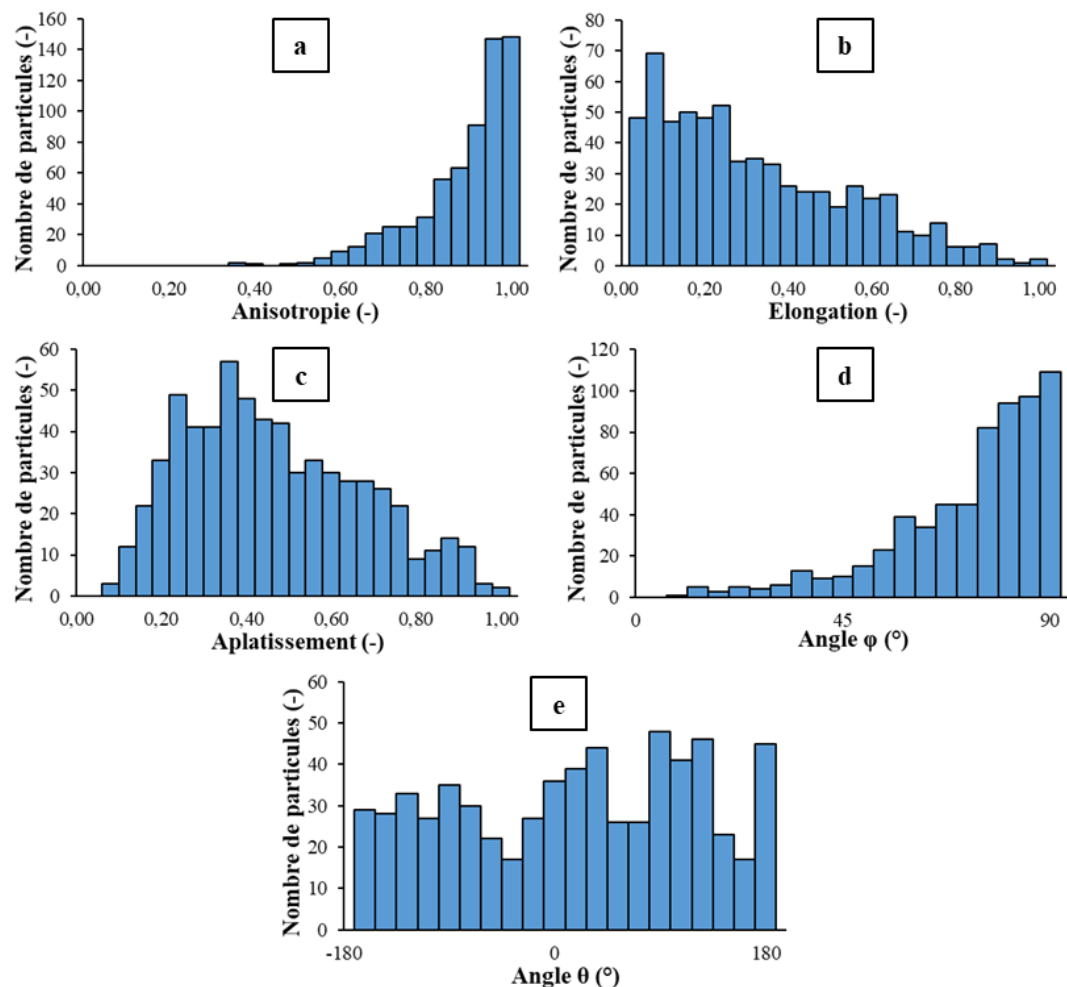 a
Nombre de particules (-)
160
140
120
100
80
60
40
20
0
0,00 0,20 0,40 0,60 0,80 1,00
Anisotropie (-)
b
Nombre de particules (-)
80
70
60
50
40
30
20
10
0
0,00 0,20 0,40 0,60 0,80 1,00
Elongation (-)
c
Nombre de particules (-)
60
50
40
30
20
10
0
0,00 0,20 0,40 0,60 0,80 1,00
Aplatissement (-)
d
Nombre de particules (-)
120
100
80
60
40
20
0
0 45 90
Angle φ (°)
e
Nombre de particules (-)
60
50
40
30
20
10
0
-180 0 180
Angle θ (°)